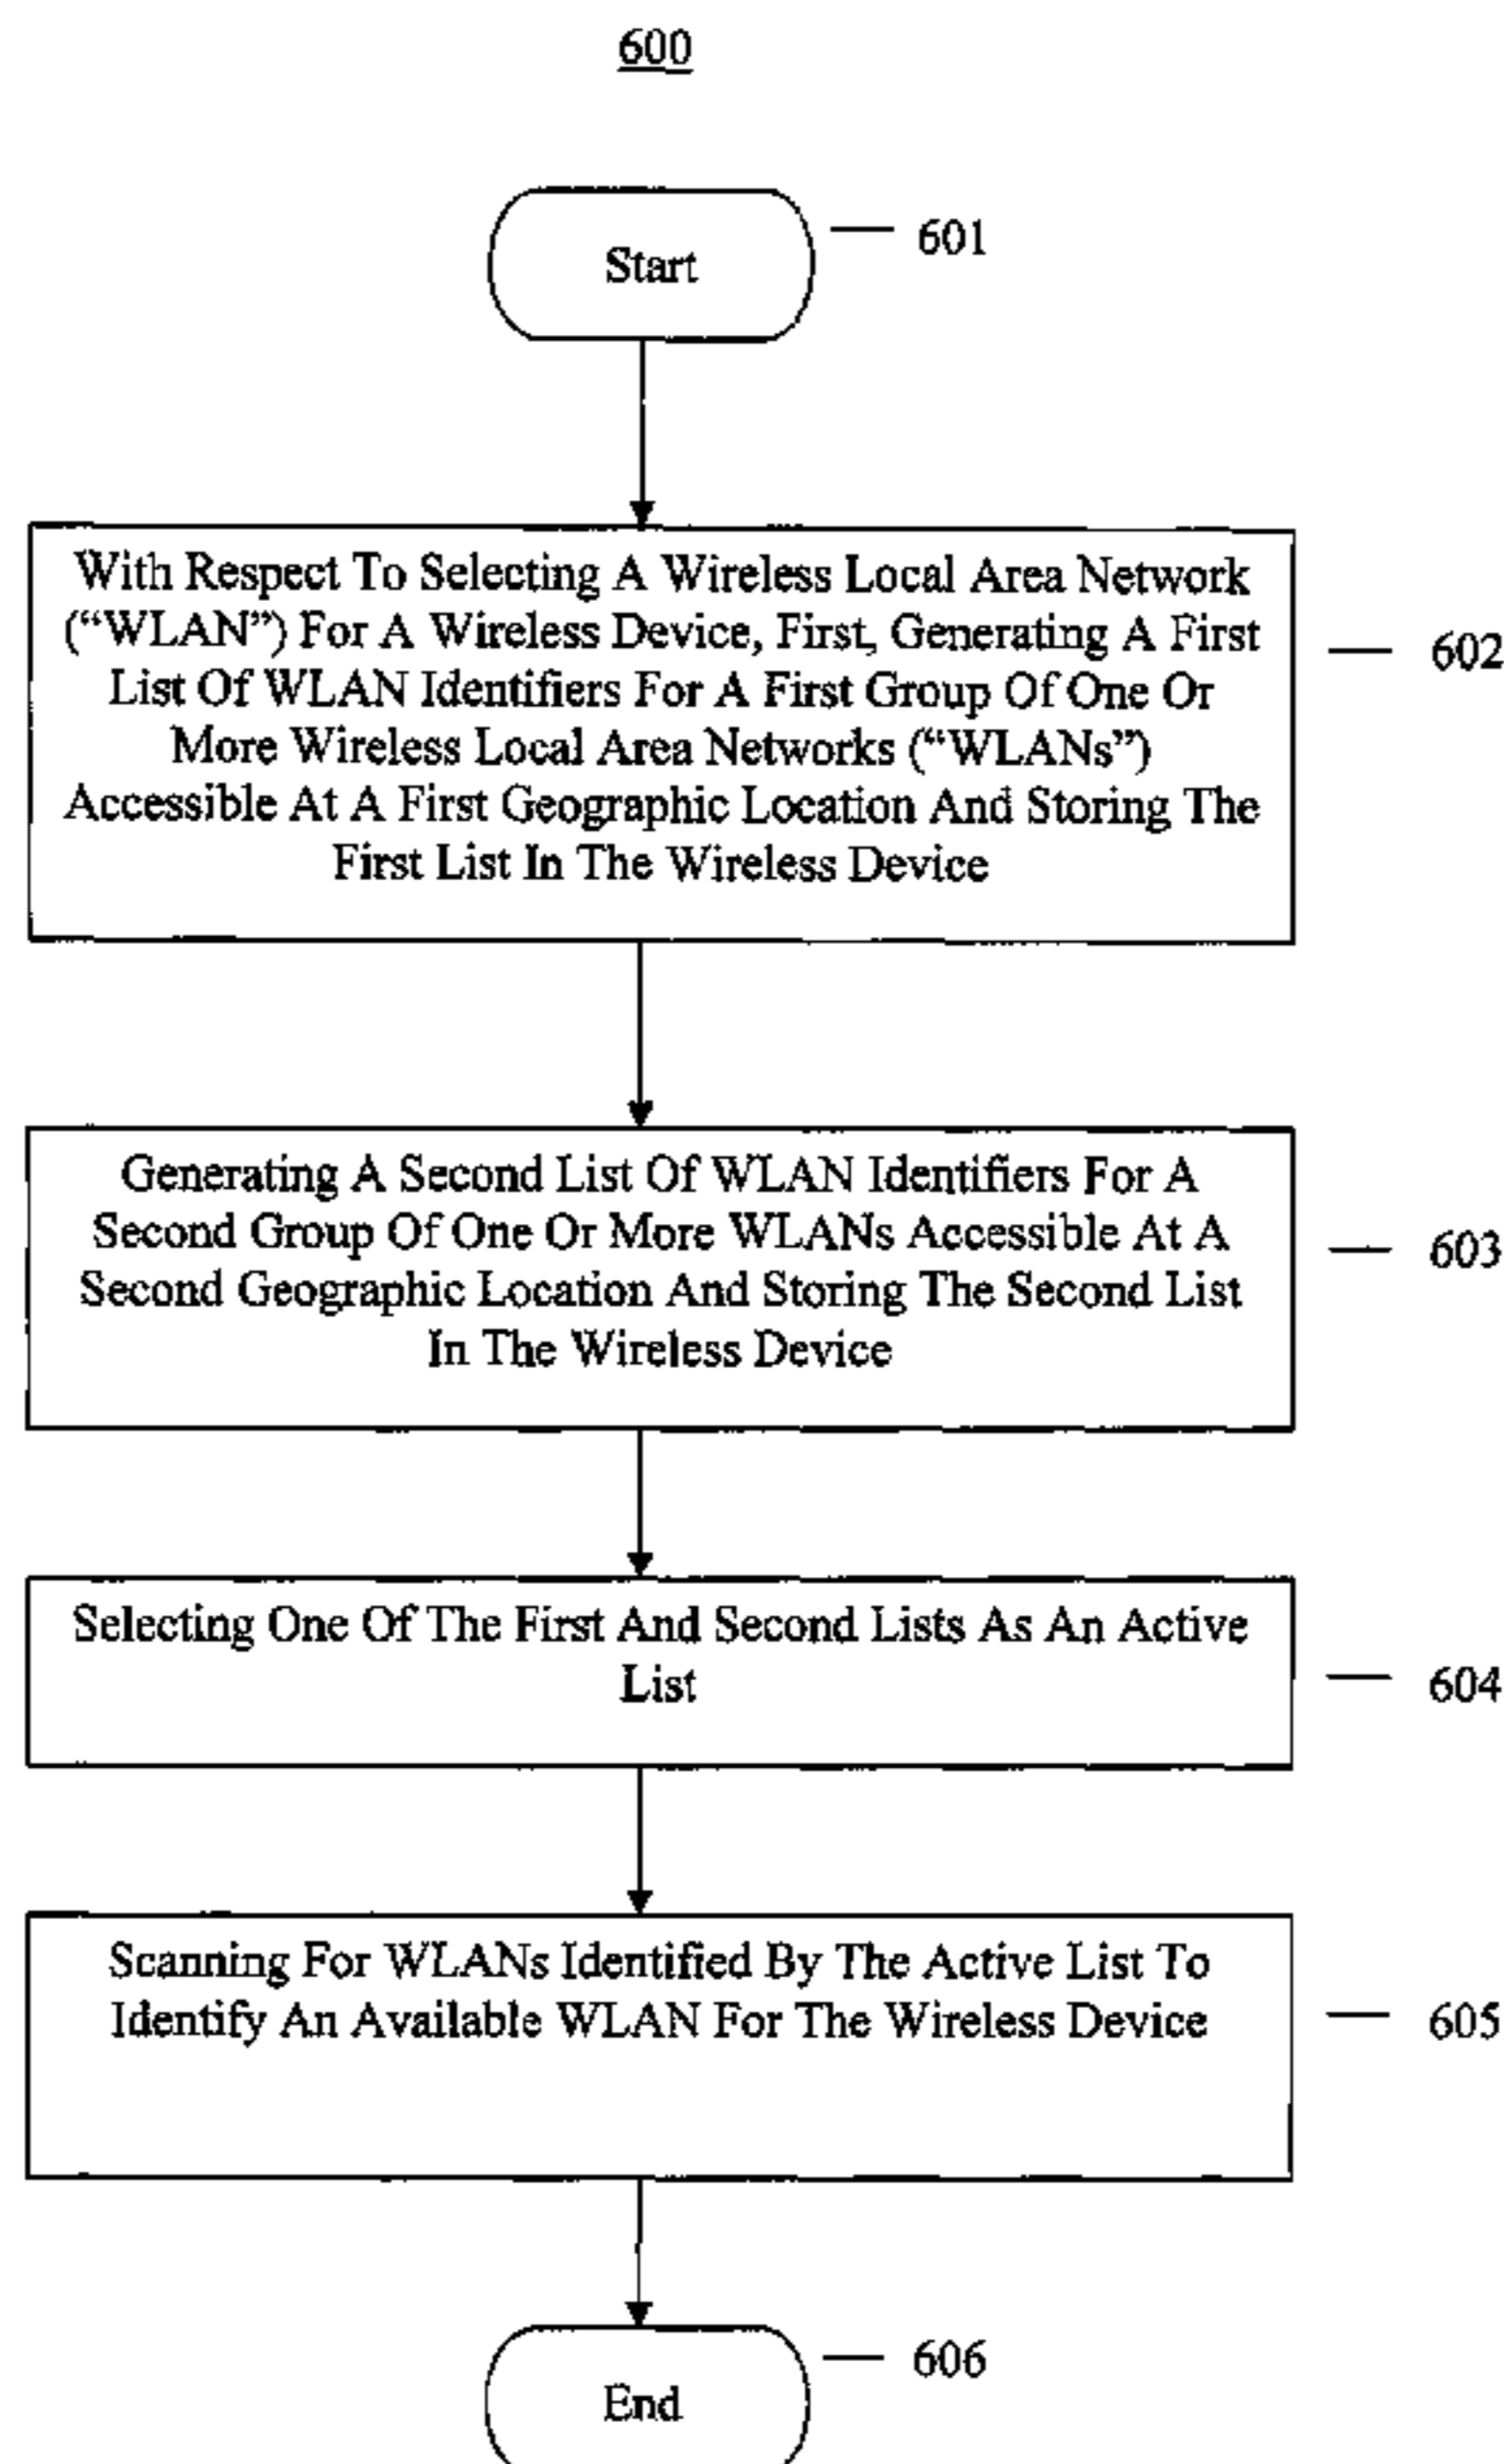 600
Start
601
With Respect To Selecting A Wireless Local Area Network
(“WLAN”) For A Wireless Device, First, Generating A First
List Of WLAN Identifiers For A First Group Of One Or
More Wireless Local Area Networks (“WLANs”)
Accessible At A First Geographic Location And Storing The
First List In The Wireless Device
602
Generating A Second List Of WLAN Identifiers For A
Second Group Of One Or More WLANs Accessible At A
Second Geographic Location And Storing The Second List
In The Wireless Device
603
Selecting One Of The First And Second Lists As An Active
List
604
Scanning For WLANs Identified By The Active List To
Identify An Available WLAN For The Wireless Device
605
End
606